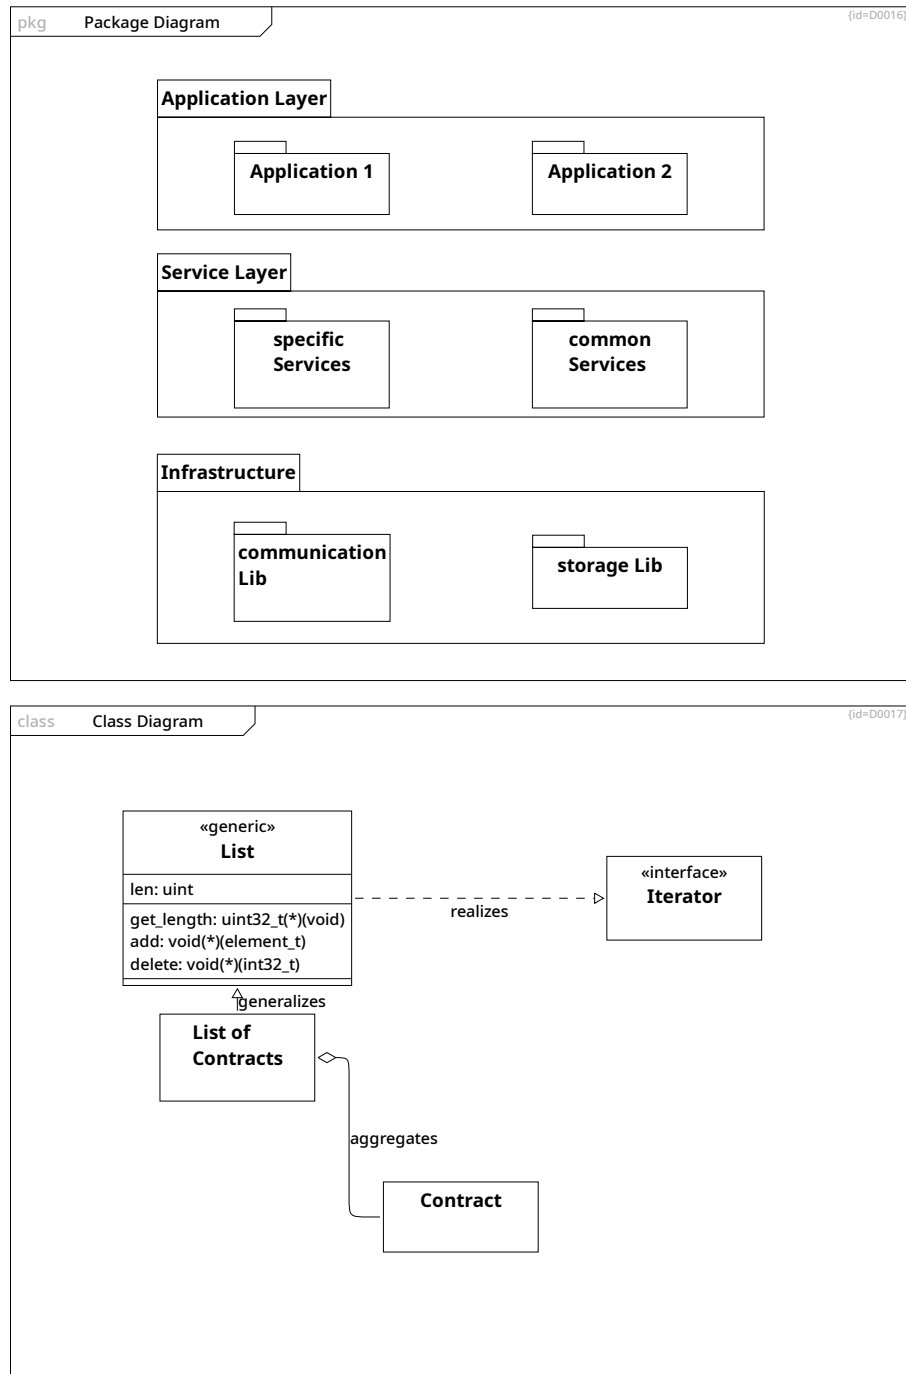 pkg Package Diagram {id=D0016}
Application Layer
Application 1 Application 2
Service Layer
specific
Services
common
Services
Infrastructure
communication
Lib
storage Lib
class Class Diagram {id=D0017}
«generic»
List
len: uint
get_length: uint32_t(*)(void)
add: void(*)(element_t)
delete: void(*)(int32_t)
«interface»
Iterator
realizes
generalizes
List of
Contracts
aggregates
Contract